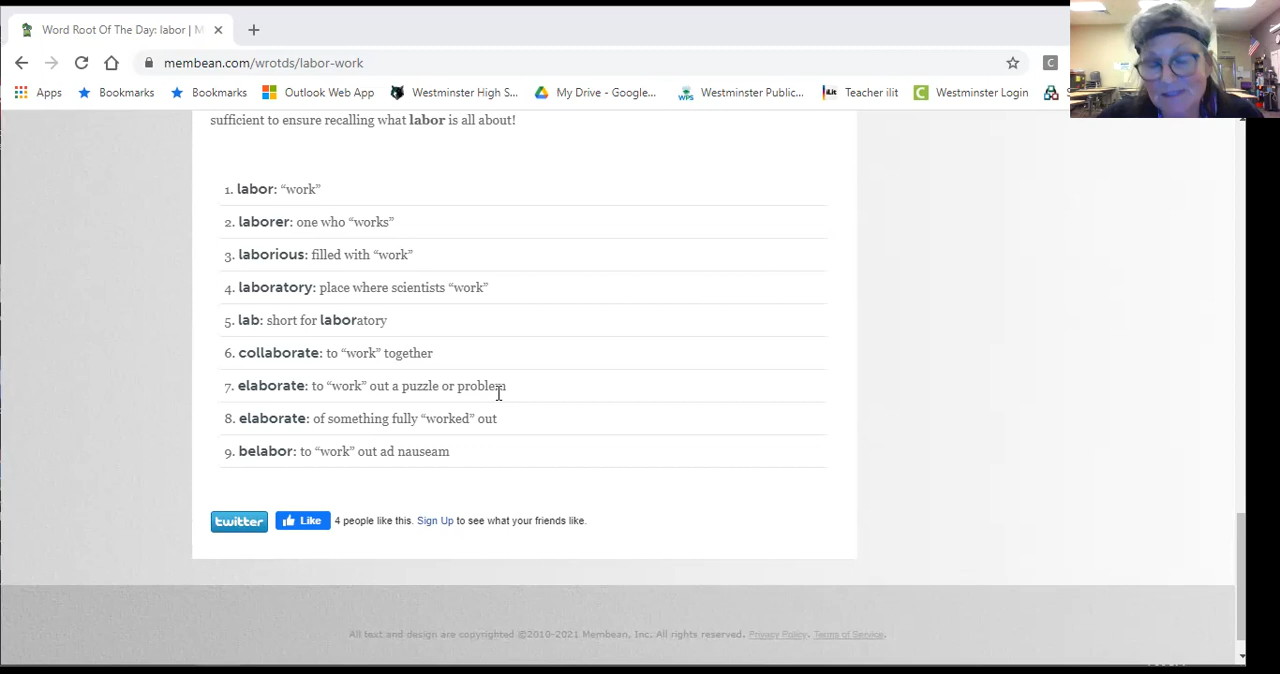 Word Root Of The Day: labor | M
membean.com/wrotds/labor-work
Apps Bookmarks Bookmarks Outlook Web App Westminster High S... My Drive - Google... Westminster Public... Teacher ilit Westminster Login
sufficient to ensure recalling what labor is all about!
1. labor: “work”
2. laborer: one who “works”
3. laborious: filled with “work”
4. laboratory: place where scientists “work”
5. lab: short for laboratory
6. collaborate: to “work” together
7. elaborate: to “work” out a puzzle or problem
8. elaborate: of something fully “worked” out
9. belabor: to “work” out ad nauseam
twitter Like 4 people like this. Sign Up to see what your friends like.
All text and design are copyrighted ©2010-2021 Membean, Inc. All rights reserved. Privacy Policy. Terms of Service.